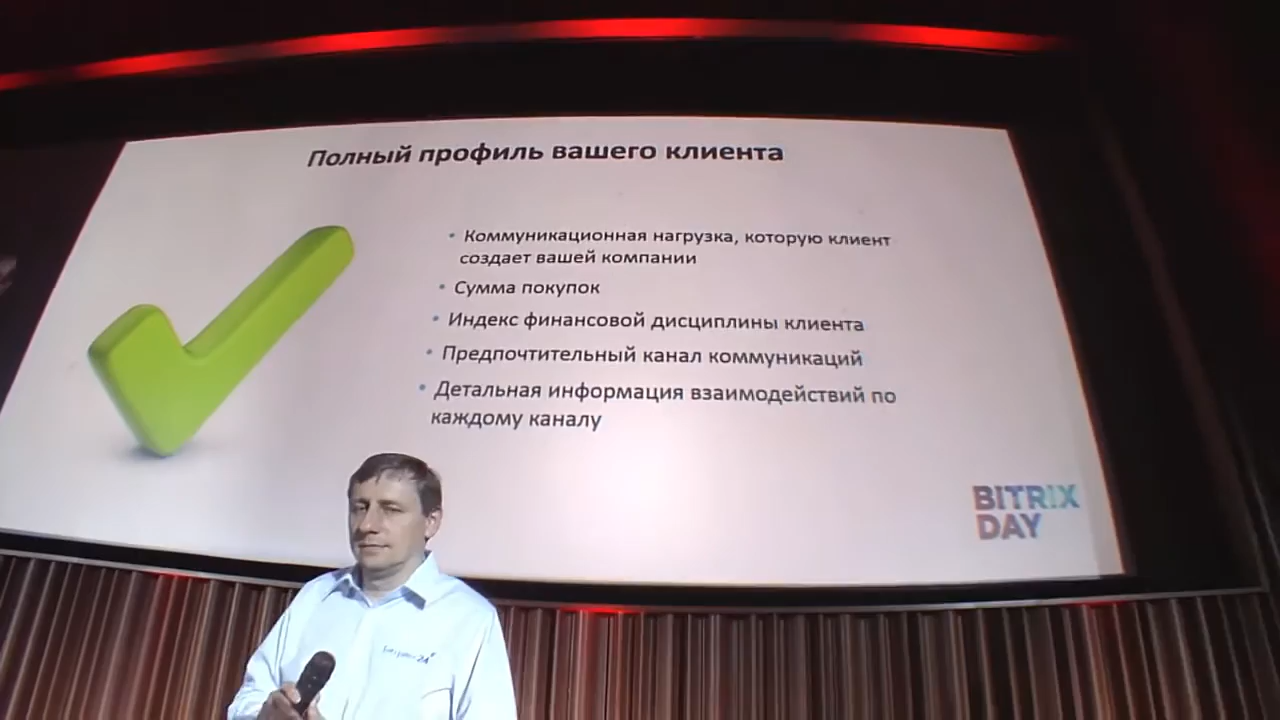 Полный профиль вашего клиента
• Коммуникационная нагрузка, которую клиент
создает вашей компании
• Сумма покупок
• Индекс финансовой дисциплины клиента
• Предпочтительный канал коммуникаций
• Детальная информация взаимодействий по
каждому каналу
BITRIX
DAY
Битрикс24